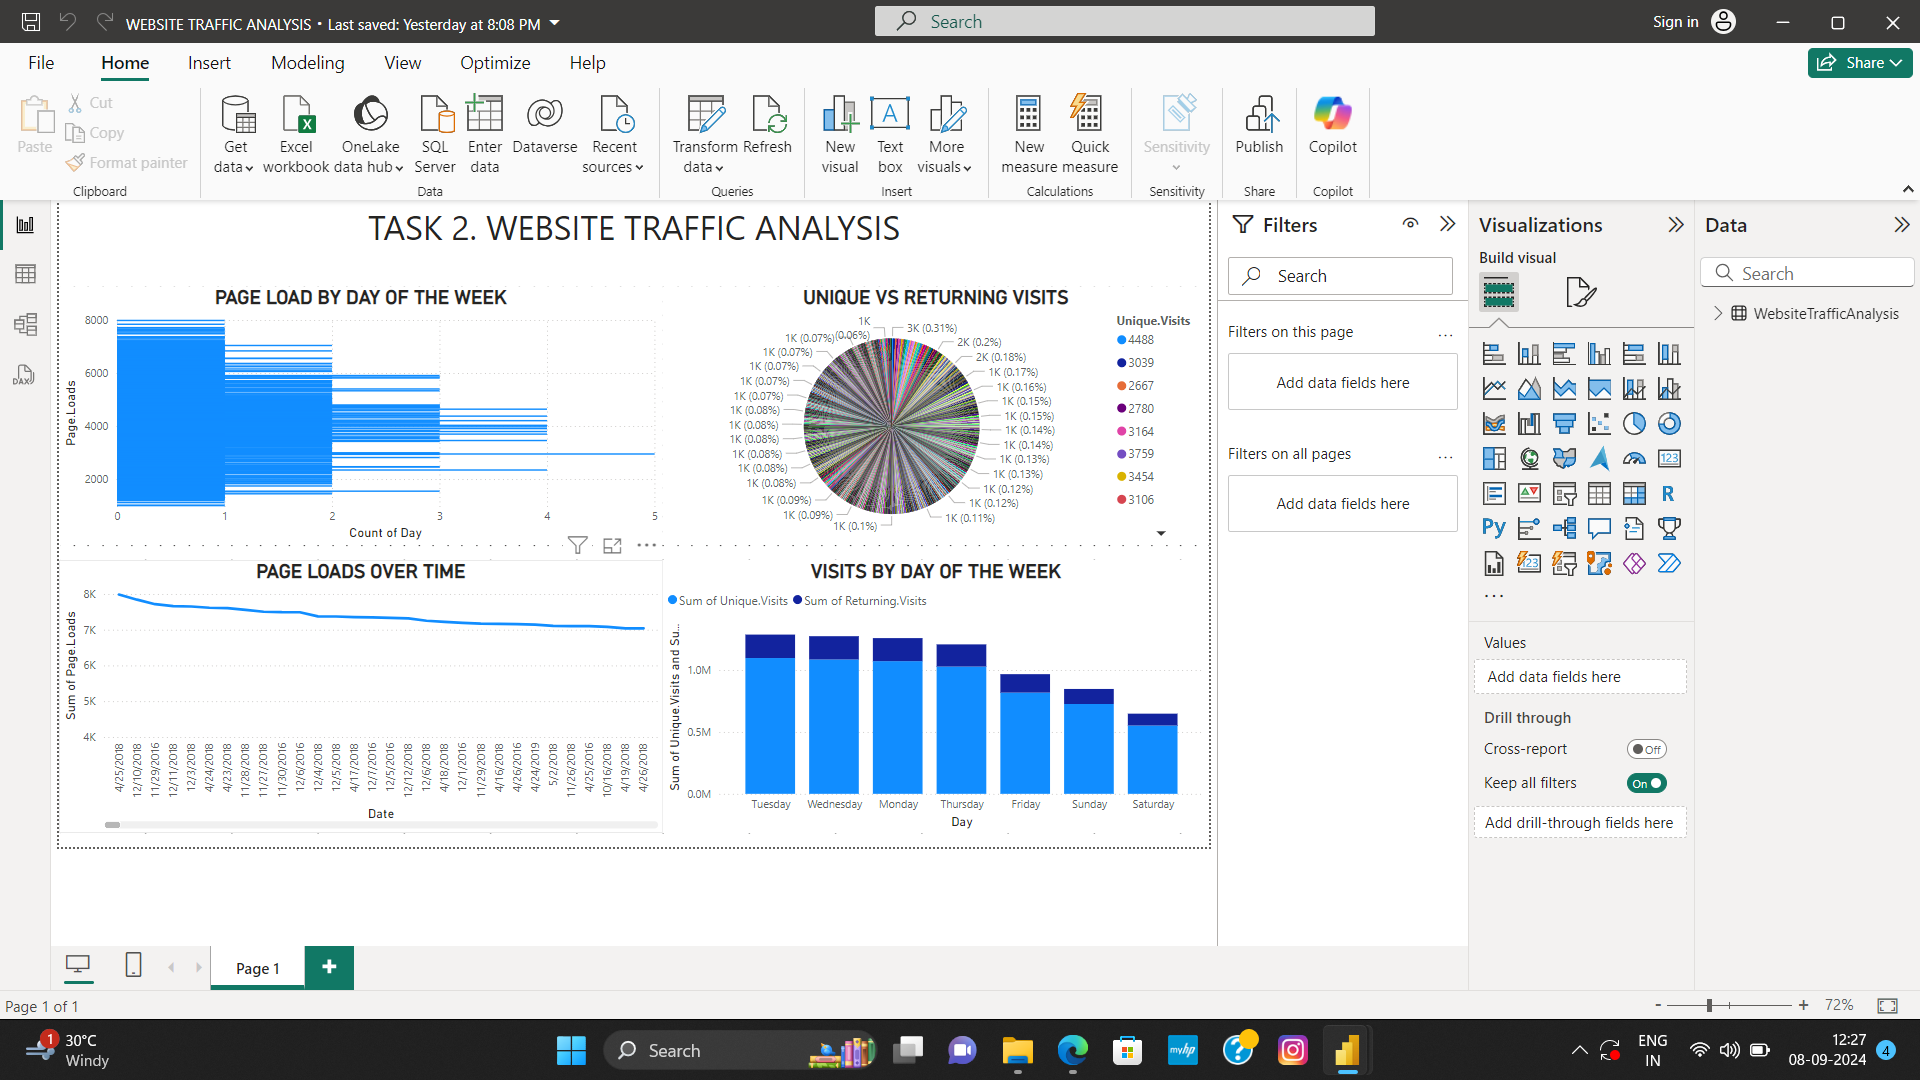 WEBSITE TRAFFIC ANALYSIS • Last saved: Yesterday at 8:08 PM
Search
Sign in
File Home Insert Modeling View Optimize Help
Share
Paste
Cut
Copy
Format painter
Clipboard
Get data
Excel workbook
OneLake data hub
SQL Server
Enter data
Dataverse
Recent sources
Data
Transform data
Refresh
Queries
New visual
Text box
More visuals
Insert
New measure
Quick measure
Calculations
Sensitivity
Sensitivity
Publish
Share
Copilot
Copilot
TASK 2. WEBSITE TRAFFIC ANALYSIS
PAGE LOAD BY DAY OF THE WEEK
Page.Loads
8000
6000
4000
2000
0 1 2 3 4 5
Count of Day
UNIQUE VS RETURNING VISITS
1K
(0.06%)
1K (0.07%)
1K (0.07%)
1K (0.07%)
1K (0.07%)
1K (0.07%)
1K (0.08%)
1K (0.08%)
1K (0.08%)
1K (0.08%)
1K (0.08%)
1K (0.08%)
1K (0.09%)
1K (0.09%)
1K (0.1%)
3K (0.31%)
2K (0.2%)
2K (0.18%)
1K (0.17%)
1K (0.16%)
1K (0.15%)
1K (0.15%)
1K (0.14%)
1K (0.14%)
1K (0.13%)
1K (0.13%)
1K (0.12%)
1K (0.12%)
1K (0.11%)
Unique.Visits
4488
3039
2667
2780
3164
3759
3454
3106
PAGE LOADS OVER TIME
Sum of Page.Loads
8K
7K
6K
5K
4K
4/25/2018
12/10/2018
11/29/2016
12/11/2018
12/3/2018
4/24/2018
4/23/2018
11/28/2018
11/27/2018
11/30/2016
12/6/2016
12/4/2018
12/5/2018
4/17/2018
12/7/2016
12/5/2016
12/12/2018
12/6/2018
4/18/2018
12/1/2016
11/29/2018
4/16/2018
4/26/2016
4/24/2019
5/2/2018
11/26/2018
4/25/2016
10/16/2018
4/19/2018
4/26/2018
Date
VISITS BY DAY OF THE WEEK
Sum of Unique.Visits Sum of Returning.Visits
Sum of Unique.Visits and Su...
1.0M
0.5M
0.0M
Tuesday Wednesday Monday Thursday Friday Sunday Saturday
Day
Filters
Search
Filters on this page
...
Add data fields here
Filters on all pages
...
Add data fields here
Visualizations
Build visual
123
R
Py
123
...
Values
Add data fields here
Drill through
Cross-report
Off
Keep all filters
On
Add drill-through fields here
Data
Search
WebsiteTrafficAnalysis
DAX
Page 1
Page 1 of 1
- + 72%
1
30°C
Windy
Search
myhp
ENG
IN
12:27
08-09-2024
4